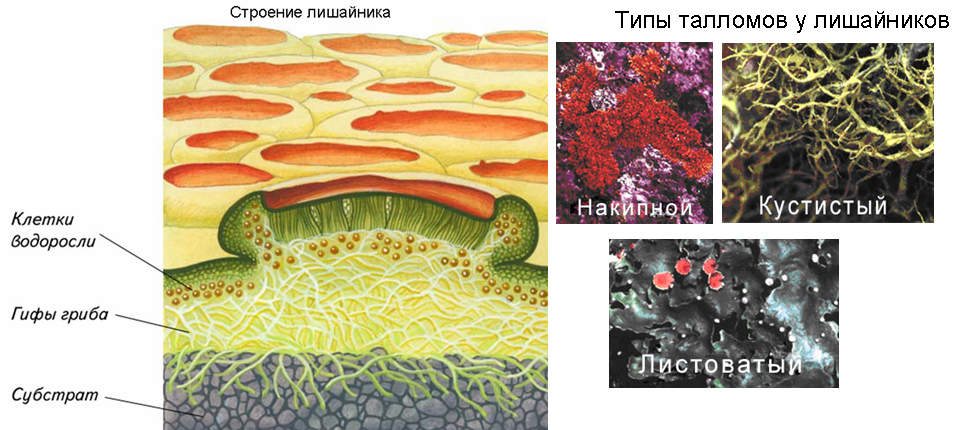 Строение лишайника
Клетки
водоросли
Гифы гриба
Субстрат
Типы талломов у лишайников
Накипной
Кустистый
Листоватый